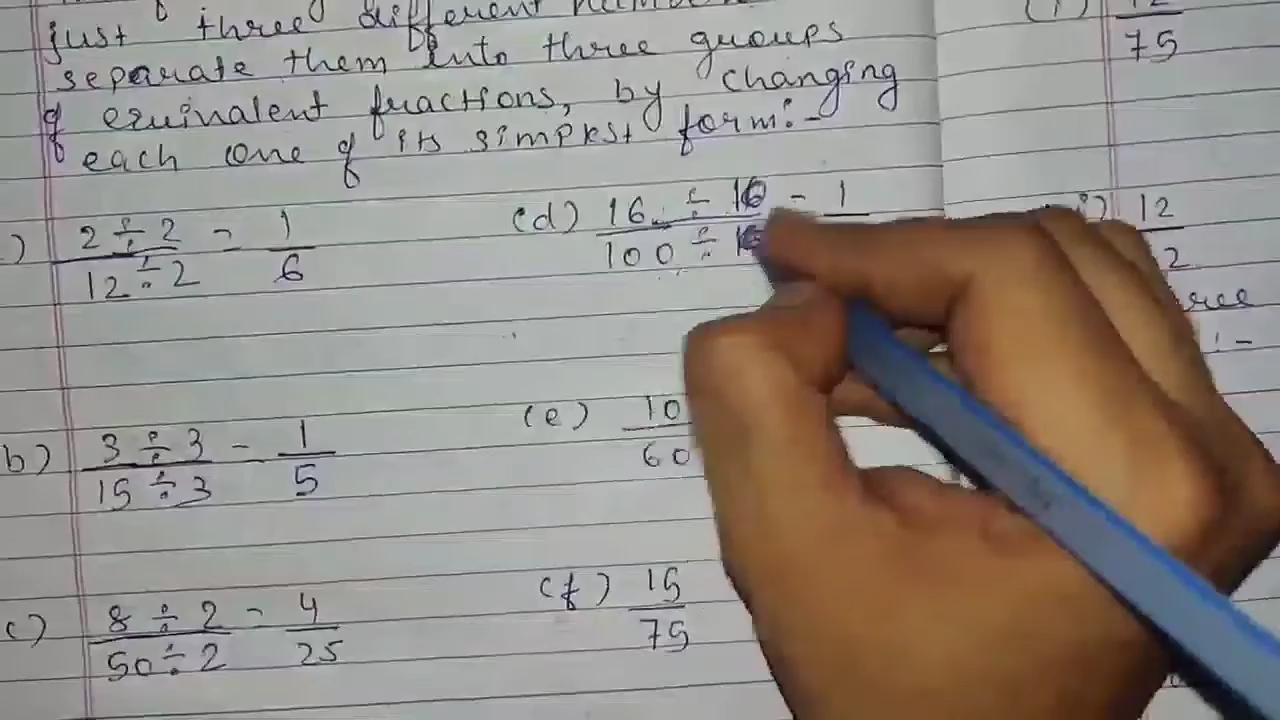 just three different
separate them into three groups
of equivalent fractions, by changing
each one of its simplest form:-
) 2 ÷ 2 - 1
12 ÷ 2 6
b) 3 ÷ 3 - 1
15 ÷ 3 5
c) 8 ÷ 2 - 4
50 ÷ 2 25
(d) 16 ÷ 16 - 1
100 ÷
(e) 10
60
(f) 15
75
75
12
2
ree
:-